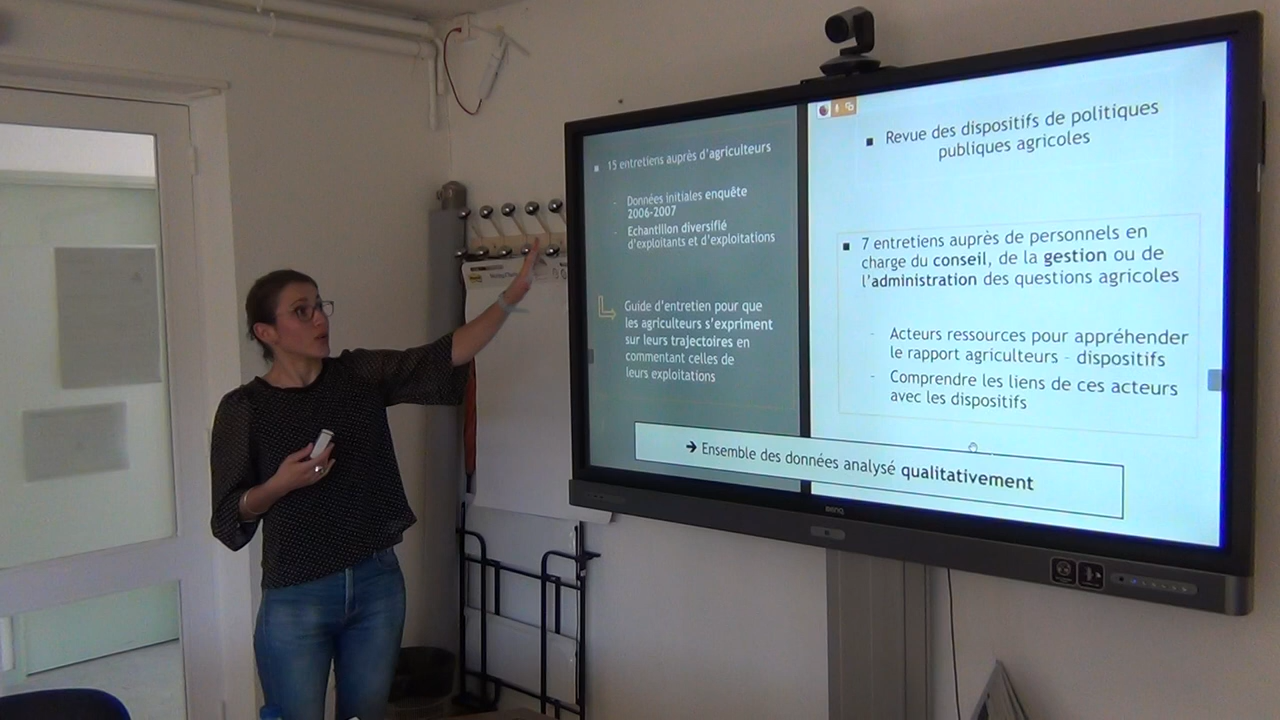 ▪ 15 entretiens auprès d'agriculteurs
- Données initiales enquête
2006-2007
- Echantillon diversifié
d'exploitants et d'exploitations
Guide d'entretien pour que
les agriculteurs s'expriment
sur leurs trajectoires en
commentant celles de
leurs exploitations
▪ Revue des dispositifs de politiques
publiques agricoles
▪ 7 entretiens auprès de personnels en
charge du conseil, de la gestion ou de
l'administration des questions agricoles
- Acteurs ressources pour appréhender
le rapport agriculteurs - dispositifs
- Comprendre les liens de ces acteurs
avec les dispositifs
➔ Ensemble des données analysé qualitativement
BenQ